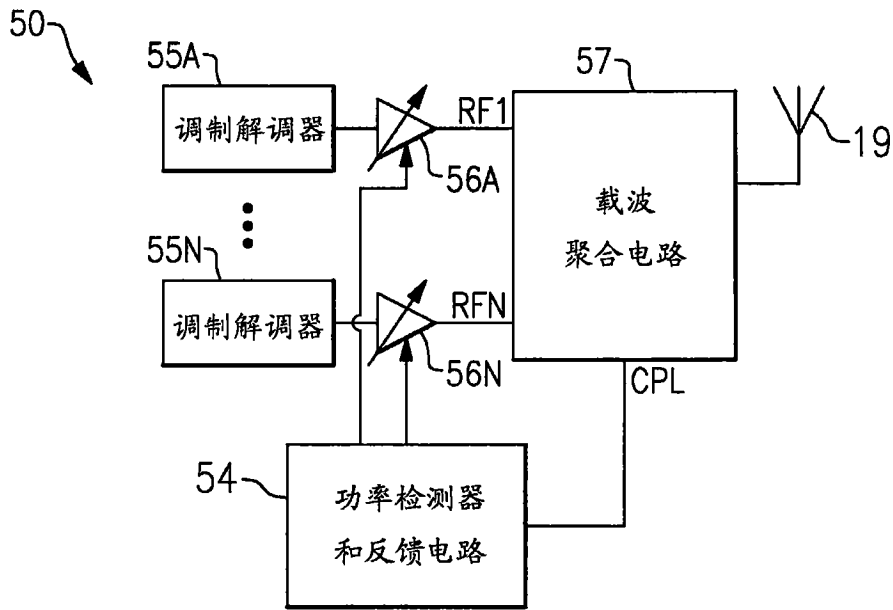 50
55A
调制解调器
RF1
56A
57
载波
聚合电路
19
55N
调制解调器
RFN
56N
CPL
54
功率检测器
和反馈电路